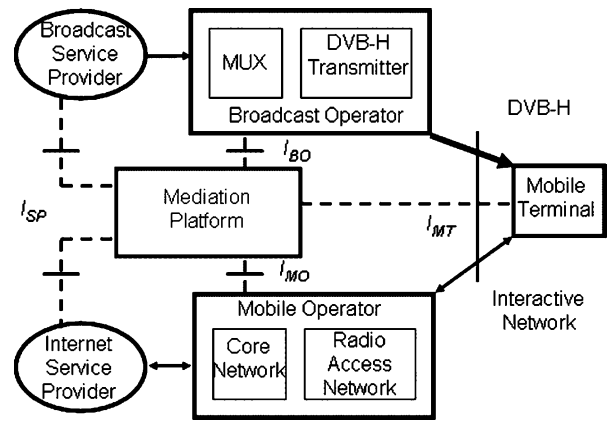 Broadcast
Service
Provider
MUX
DVB-H
Transmitter
Broadcast Operator
DVB-H
I_BO
Mediation
Platform
Mobile
Terminal
I_SP
I_MT
I_MO
Mobile Operator
Interactive
Network
Internet
Service
Provider
Core
Network
Radio
Access
Network